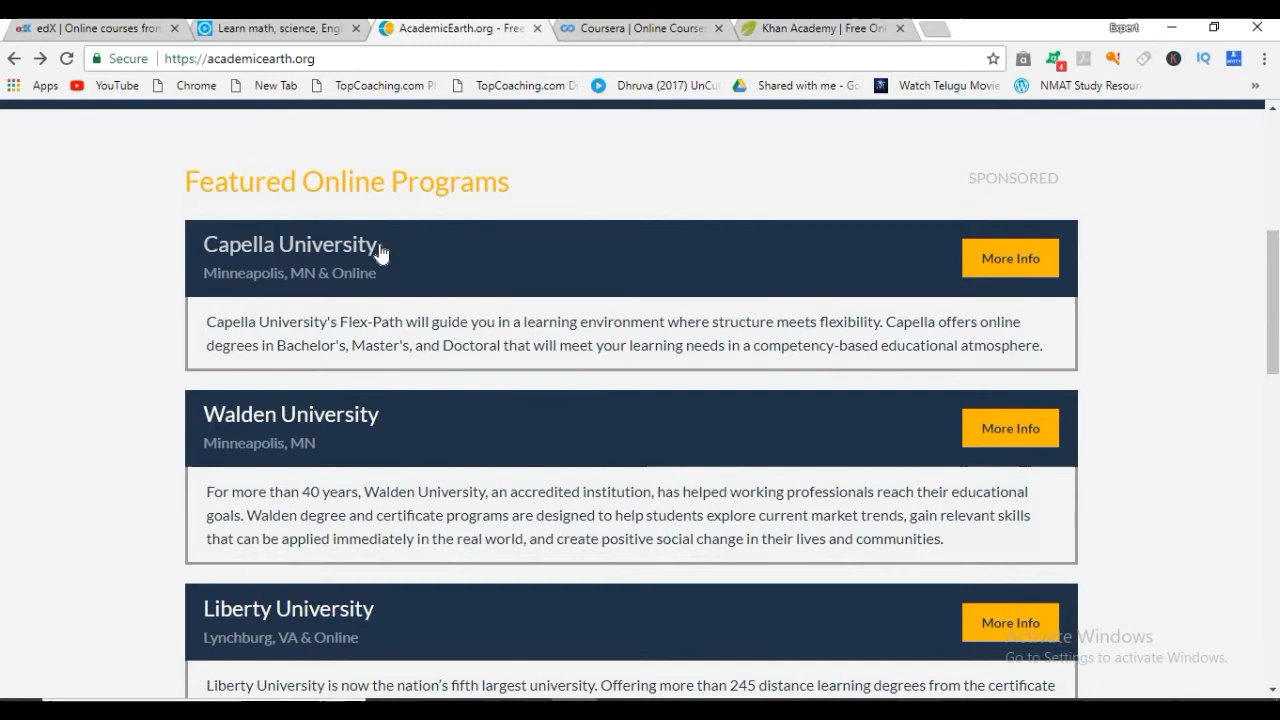 edX | Online courses from
Learn math, science, Eng
AcademicEarth.org - Free
Coursera | Online Course
Khan Academy | Free Onl
Expert
Secure
https://academicearth.org
4
Apps
YouTube
Chrome
New Tab
TopCoaching.com P
TopCoaching.com D
Dhruva (2017) UnCu
Shared with me - Go
Watch Telugu Movie
NMAT Study Resour
»
Featured Online Programs
SPONSORED
Capella University
Minneapolis, MN & Online
More Info
Capella University's Flex-Path will guide you in a learning environment where structure meets flexibility. Capella offers online
degrees in Bachelor's, Master's, and Doctoral that will meet your learning needs in a competency-based educational atmosphere.
Walden University
Minneapolis, MN
More Info
For more than 40 years, Walden University, an accredited institution, has helped working professionals reach their educational
goals. Walden degree and certificate programs are designed to help students explore current market trends, gain relevant skills
that can be applied immediately in the real world, and create positive social change in their lives and communities.
Liberty University
Lynchburg, VA & Online
More Info
Activate Windows
Go to Settings to activate Windows.
Liberty University is now the nation's fifth largest university. Offering more than 245 distance learning degrees from the certificate